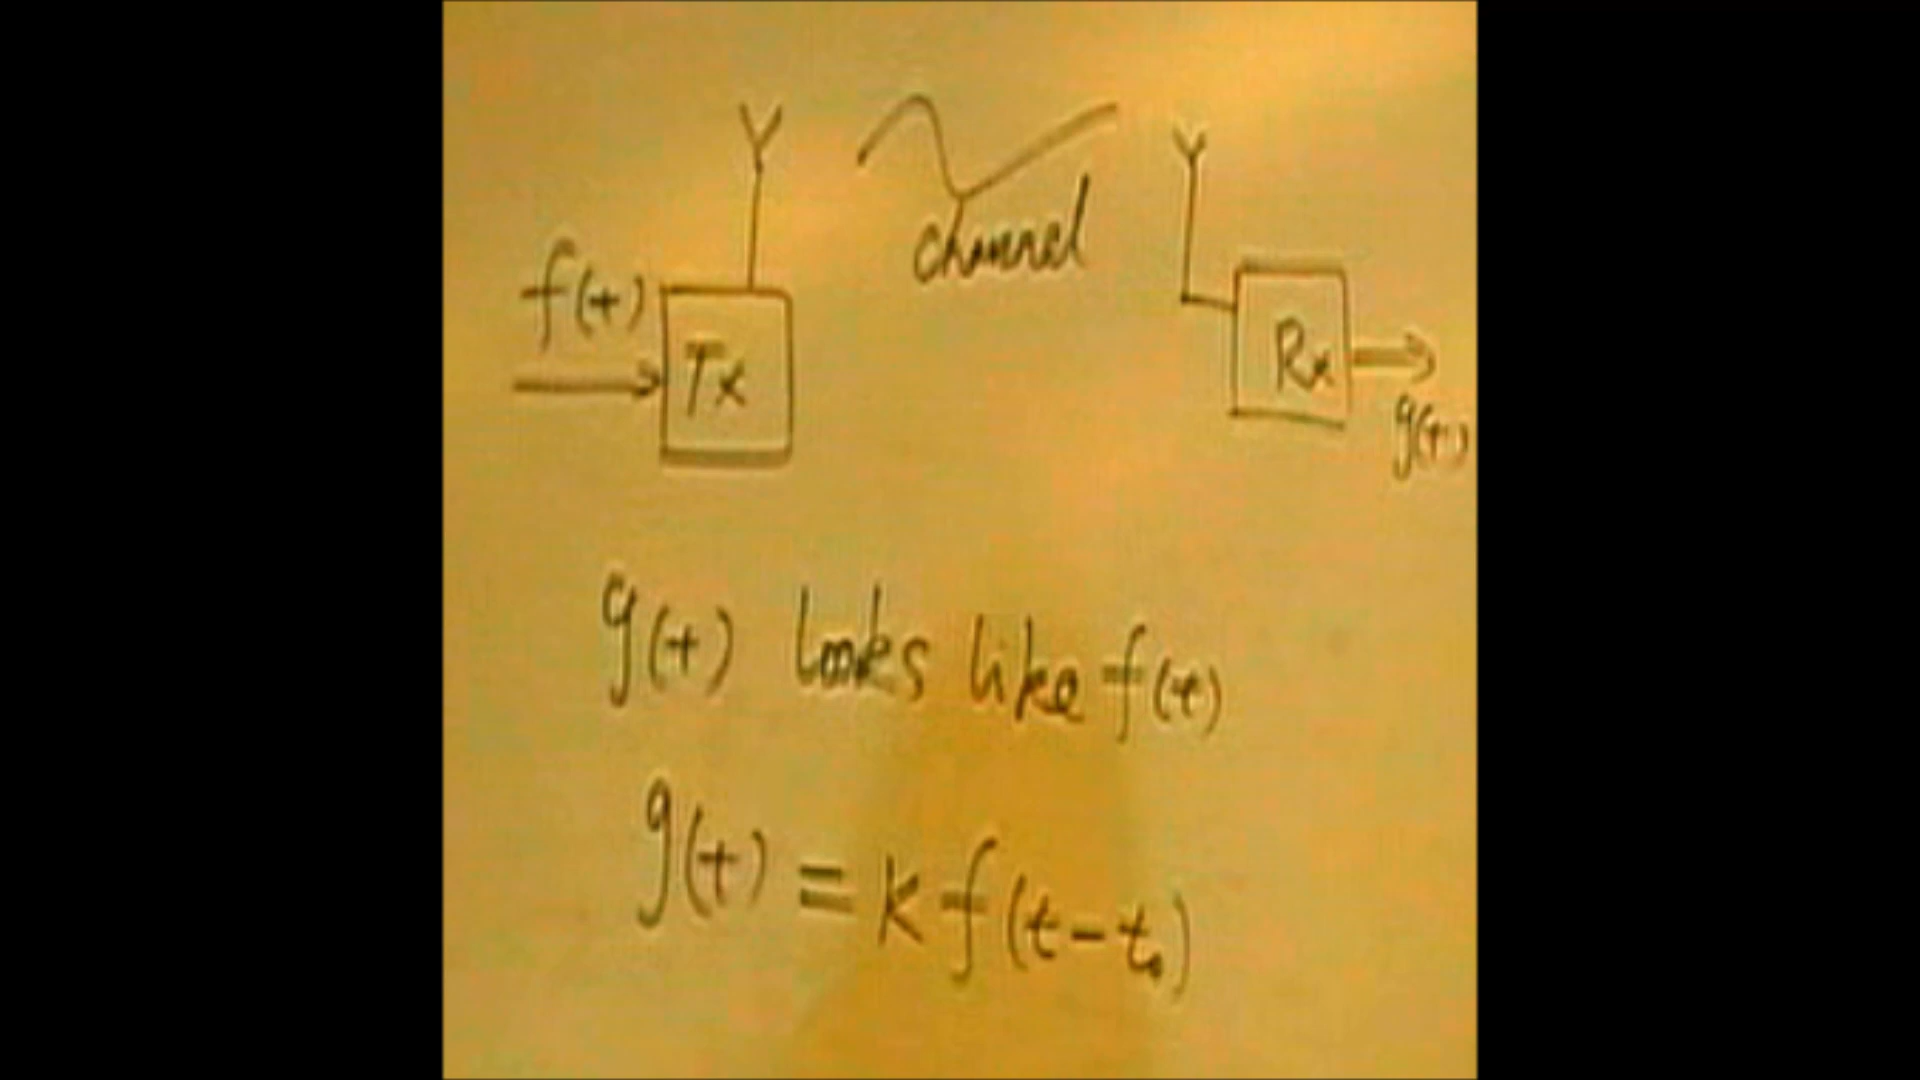 channel
f(t)
Tx
Rx
g(t)
g(t) looks like f(t)
g(t) = k f(t - t₀)